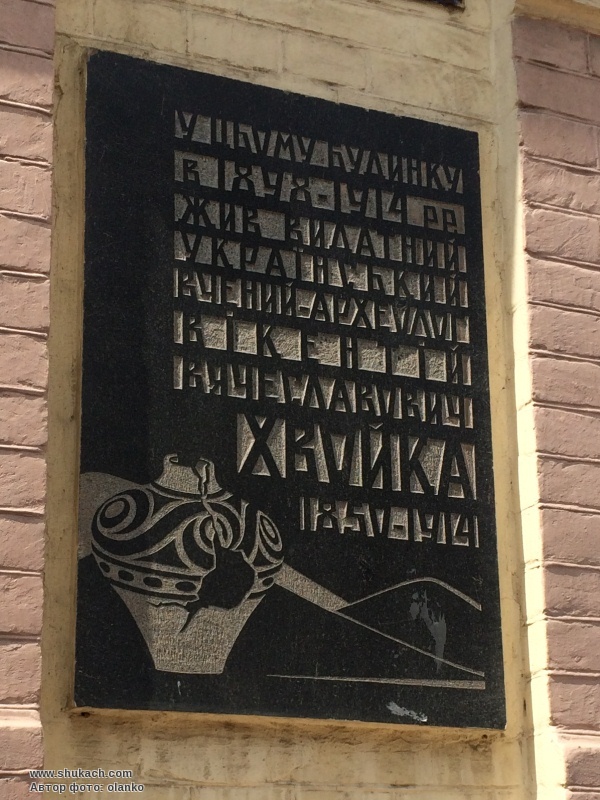 У ЦЬОМУ БУДИНКУ
В 1898-1914 РР
ЖИВ ВИДАТНИЙ
УКРАЇНСЬКИЙ
ВЧЕНИЙ-АРХЕОЛОГ
ВІКЕНТІЙ
ВЯЧЕСЛАВОВИЧ
ХВОЙКА
1850-1914
www.shukach.com
Автор фото: olanko